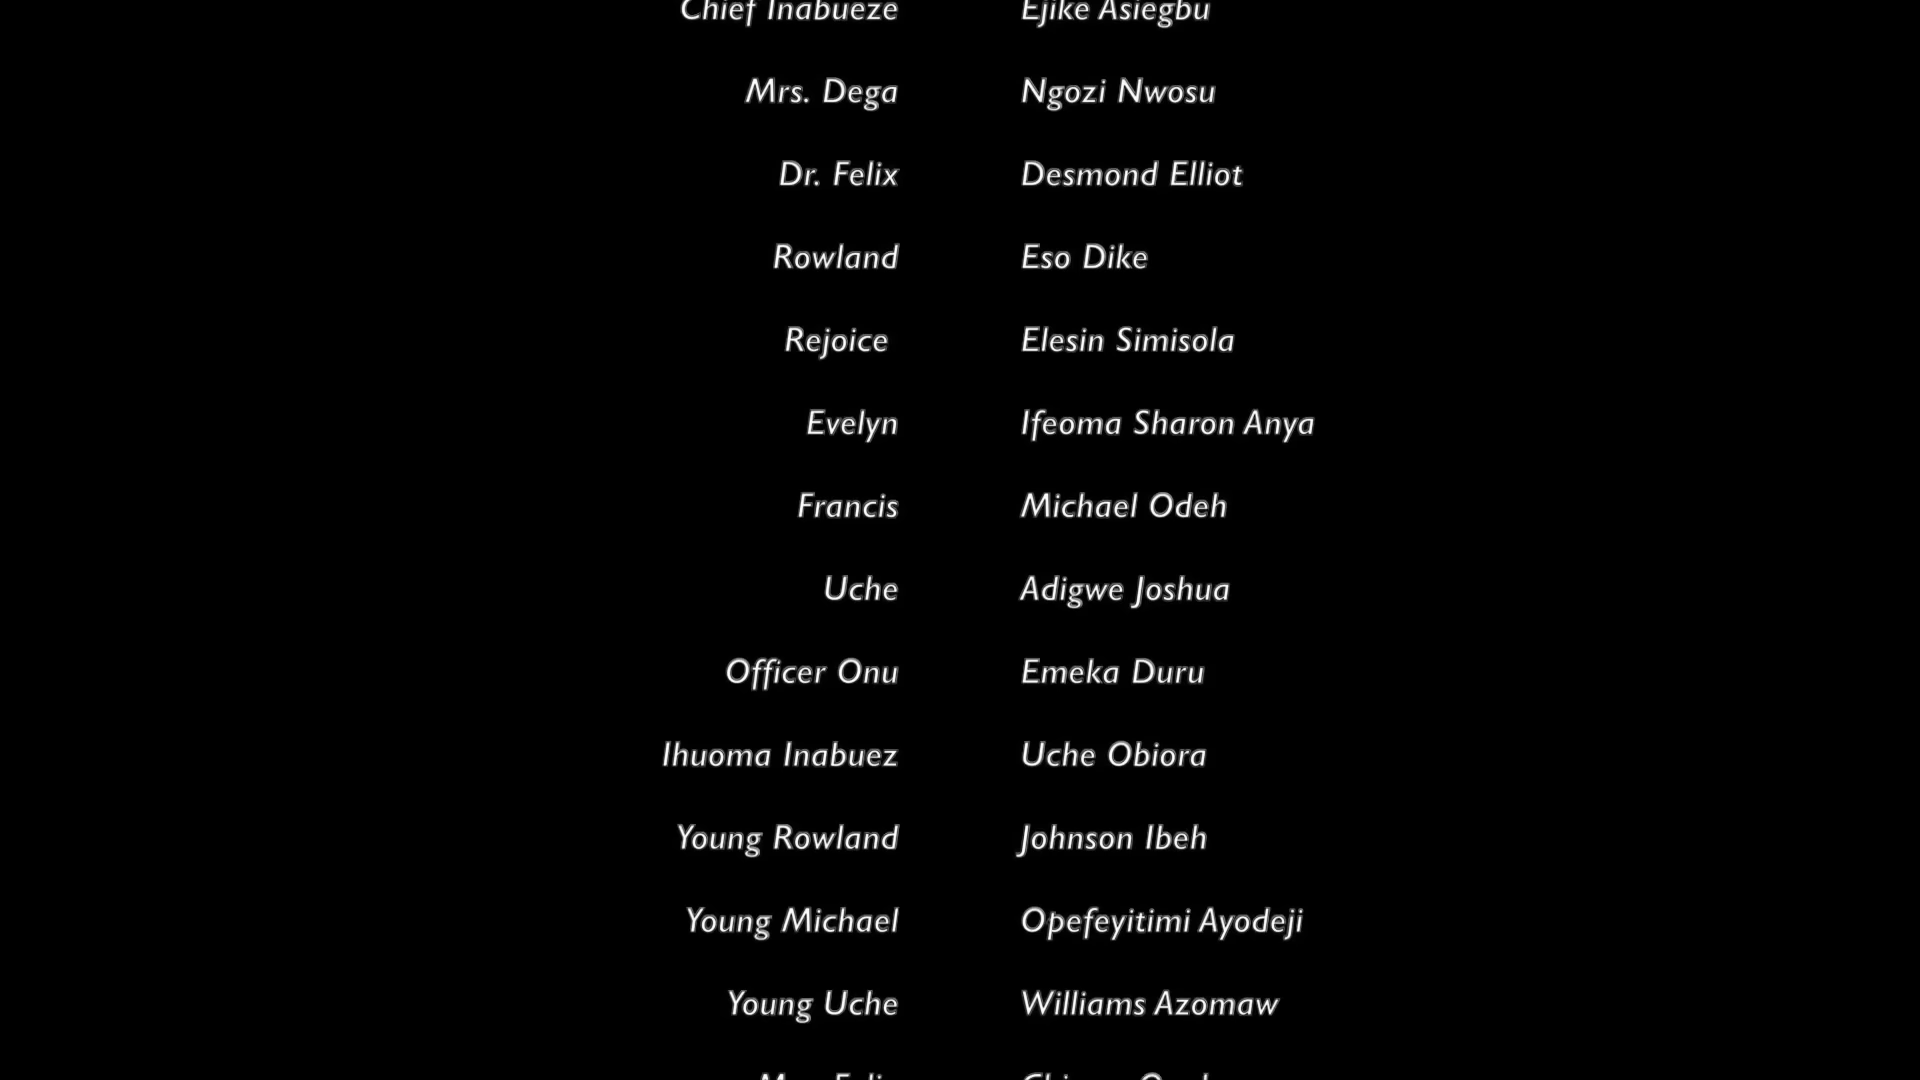 Chief Inabueze Ejike Asiegbu
Mrs. Dega Ngozi Nwosu
Dr. Felix Desmond Elliot
Rowland Eso Dike
Rejoice Elesin Simisola
Evelyn Ifeoma Sharon Anya
Francis Michael Odeh
Uche Adigwe Joshua
Officer Onu Emeka Duru
Ihuoma Inabuez Uche Obiora
Young Rowland Johnson Ibeh
Young Michael Opefeyitimi Ayodeji
Young Uche Williams Azomaw